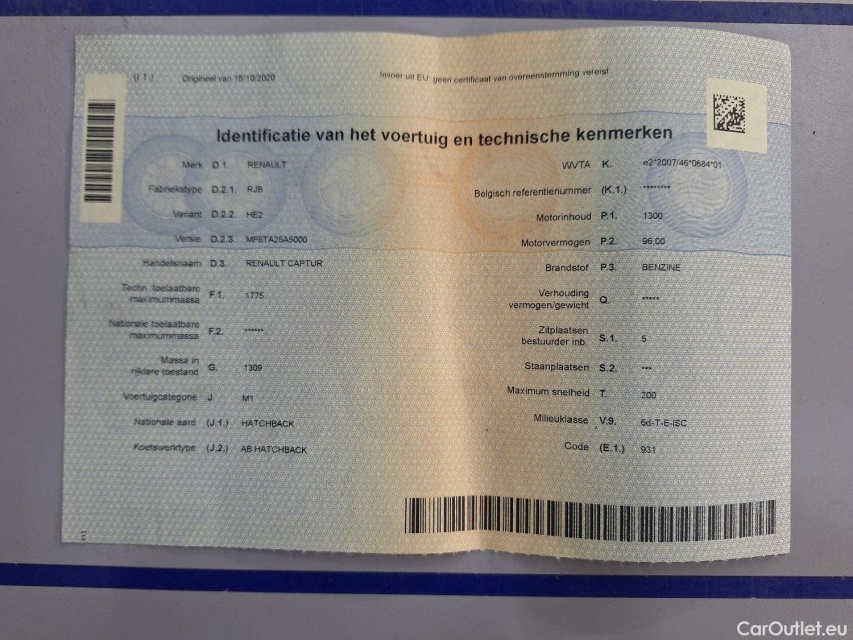 (I 1.) Origineel van 15/10/2020 Invoer uit EU: geen certificaat van overeenstemming vereist
Identificatie van het voertuig en technische kenmerken
Merk D.1. RENAULT
Fabriekstype D.2.1. RJB
Variant D.2.2. HE2
Versie D.2.3. MF6TA25A5000
Handelsnaam D.3. RENAULT CAPTUR
Techn. toelaatbare
maximummassa F.1. 1775
Nationale toelaatbare
maximummassa F.2. ******
Massa in
rijklare toestand G. 1309
Voertuigcategorie J. M1
Nationale aard (J.1.) HATCHBACK
Koetswerktype (J.2.) AB HATCHBACK
WVTA K. e2*2007/46*0684*01
Belgisch referentienummer (K.1.) ********
Motorinhoud P.1. 1300
Motorvermogen P.2. 96,00
Brandstof P.3. BENZINE
Verhouding
vermogen/gewicht Q. *****
Zitplaatsen
bestuurder inb. S.1. 5
Staanplaatsen S.2. ***
Maximum snelheid T. 200
Milieuklasse V.9. 6d-T-E-ISC
Code (E.1.) 931
CarOutlet.eu